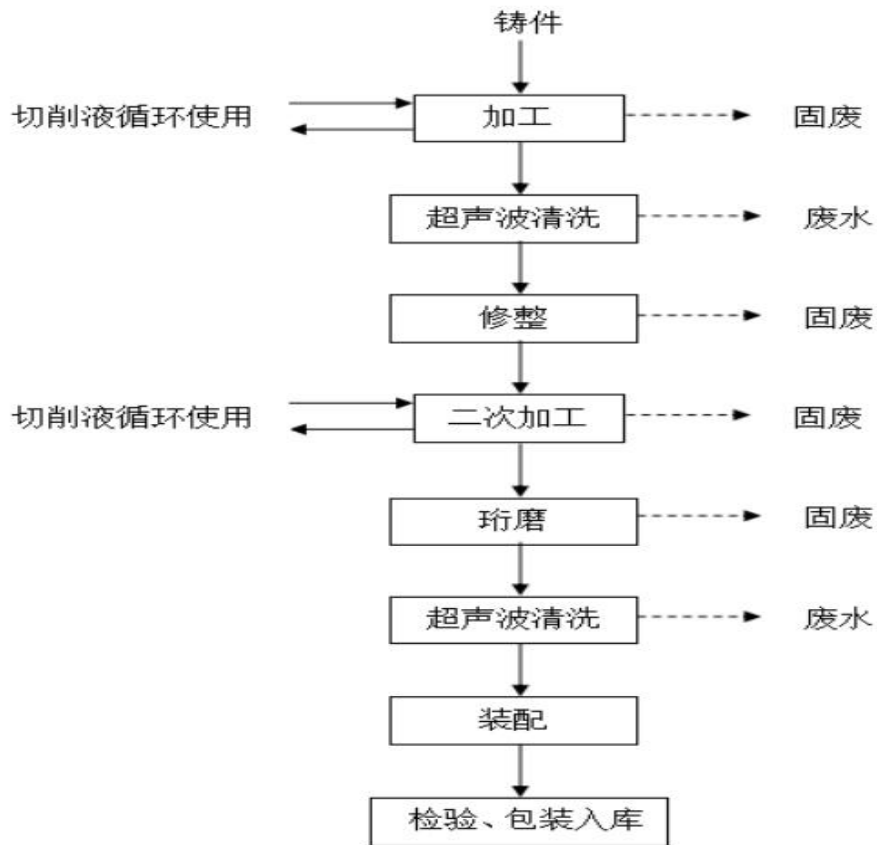 铸件
切削液循环使用 加工 固废
超声波清洗 废水
修整 固废
切削液循环使用 二次加工 固废
珩磨 固废
超声波清洗 废水
装配
检验、包装入库